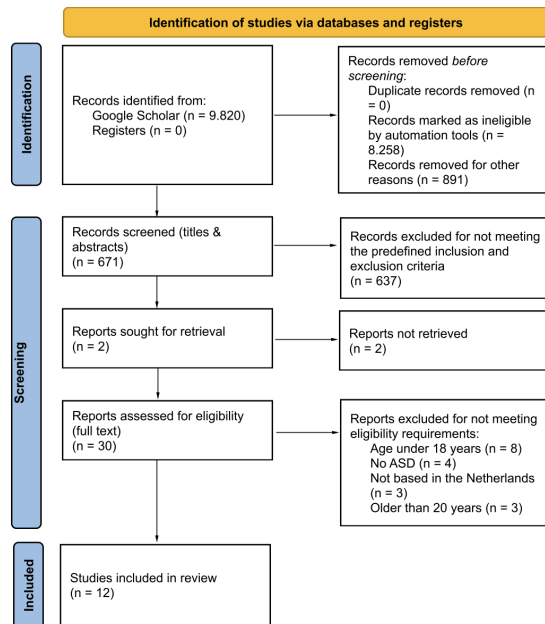 Identification of studies via databases and registers
Identification
Records identified from:
Google Scholar (n = 9.820)
Registers (n = 0)
Records removed before
screening:
Duplicate records removed (n
= 0)
Records marked as ineligible
by automation tools (n =
8.258)
Records removed for other
reasons (n = 891)
Screening
Records screened (titles &
abstracts)
(n = 671)
Records excluded for not meeting
the predefined inclusion and
exclusion criteria
(n = 637)
Reports sought for retrieval
(n = 2)
Reports not retrieved
(n = 2)
Reports assessed for eligibility
(full text)
(n = 30)
Reports excluded for not meeting
eligibility requirements:
Age under 18 years (n = 8)
No ASD (n = 4)
Not based in the Netherlands
(n = 3)
Older than 20 years (n = 3)
Included
Studies included in review
(n = 12)